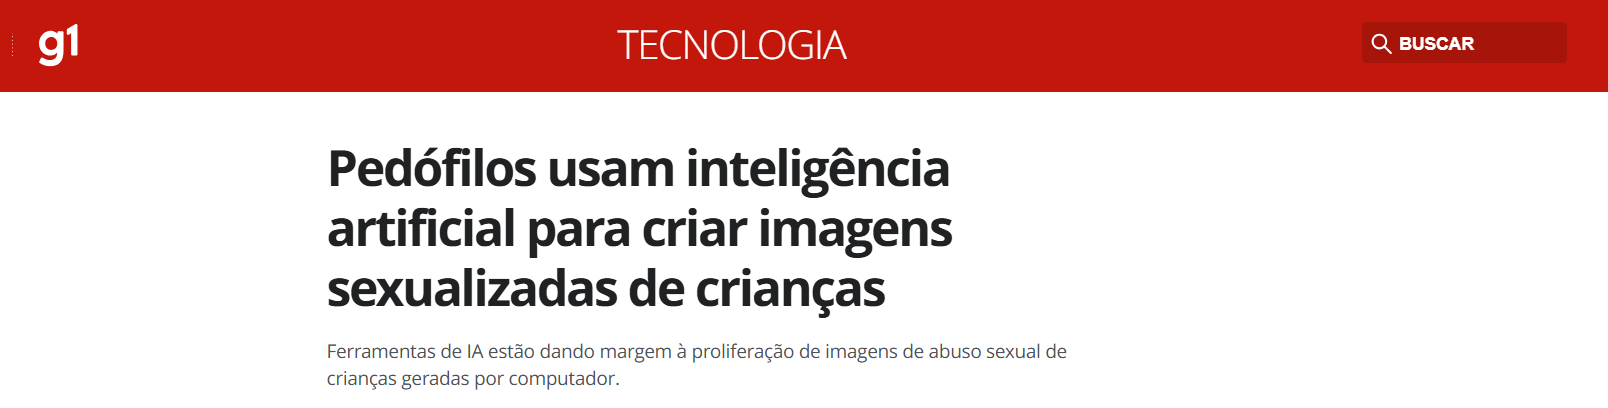 g1
TECNOLOGIA
BUSCAR
Pedófilos usam inteligência
artificial para criar imagens
sexualizadas de crianças
Ferramentas de IA estão dando margem à proliferação de imagens de abuso sexual de
crianças geradas por computador.